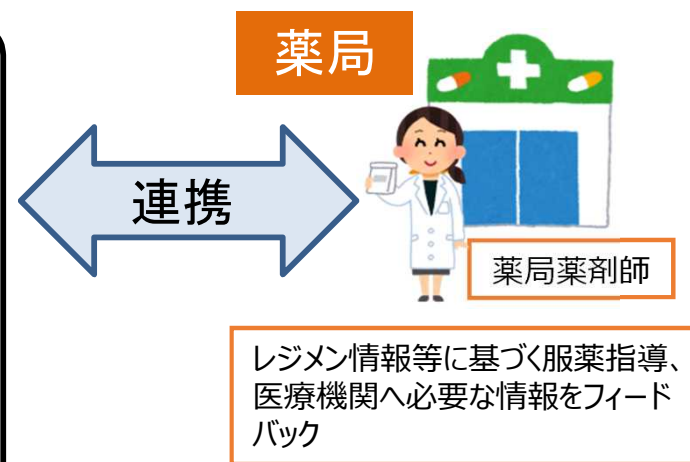 薬局
連携
薬局薬剤師
レジメン情報等に基づく服薬指導、
医療機関へ必要な情報をフィード
バック